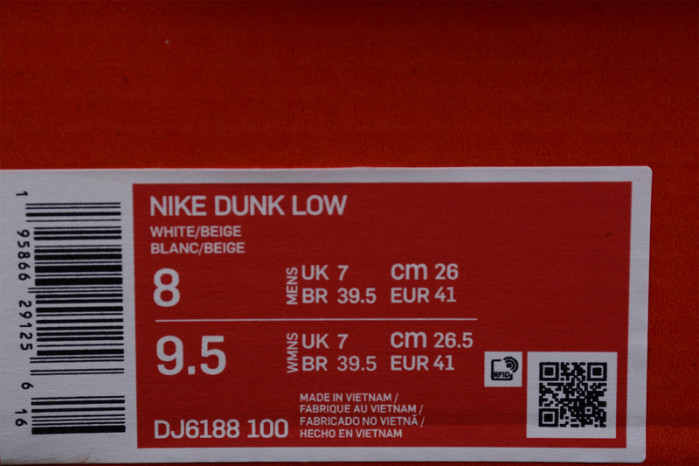 NIKE DUNK LOW
WHITE/BEIGE
BLANC/BEIGE
8 MENS UK 7 cm 26
BR 39.5 EUR 41
9.5 WMNS UK 7 cm 26.5
BR 39.5 EUR 41
RFID
DJ6188 100
MADE IN VIETNAM /
FABRIQUE AU VIETNAM /
FABRICADO NO VIETNÃ /
HECHO EN VIETNAM
1 95866 29125 6 16